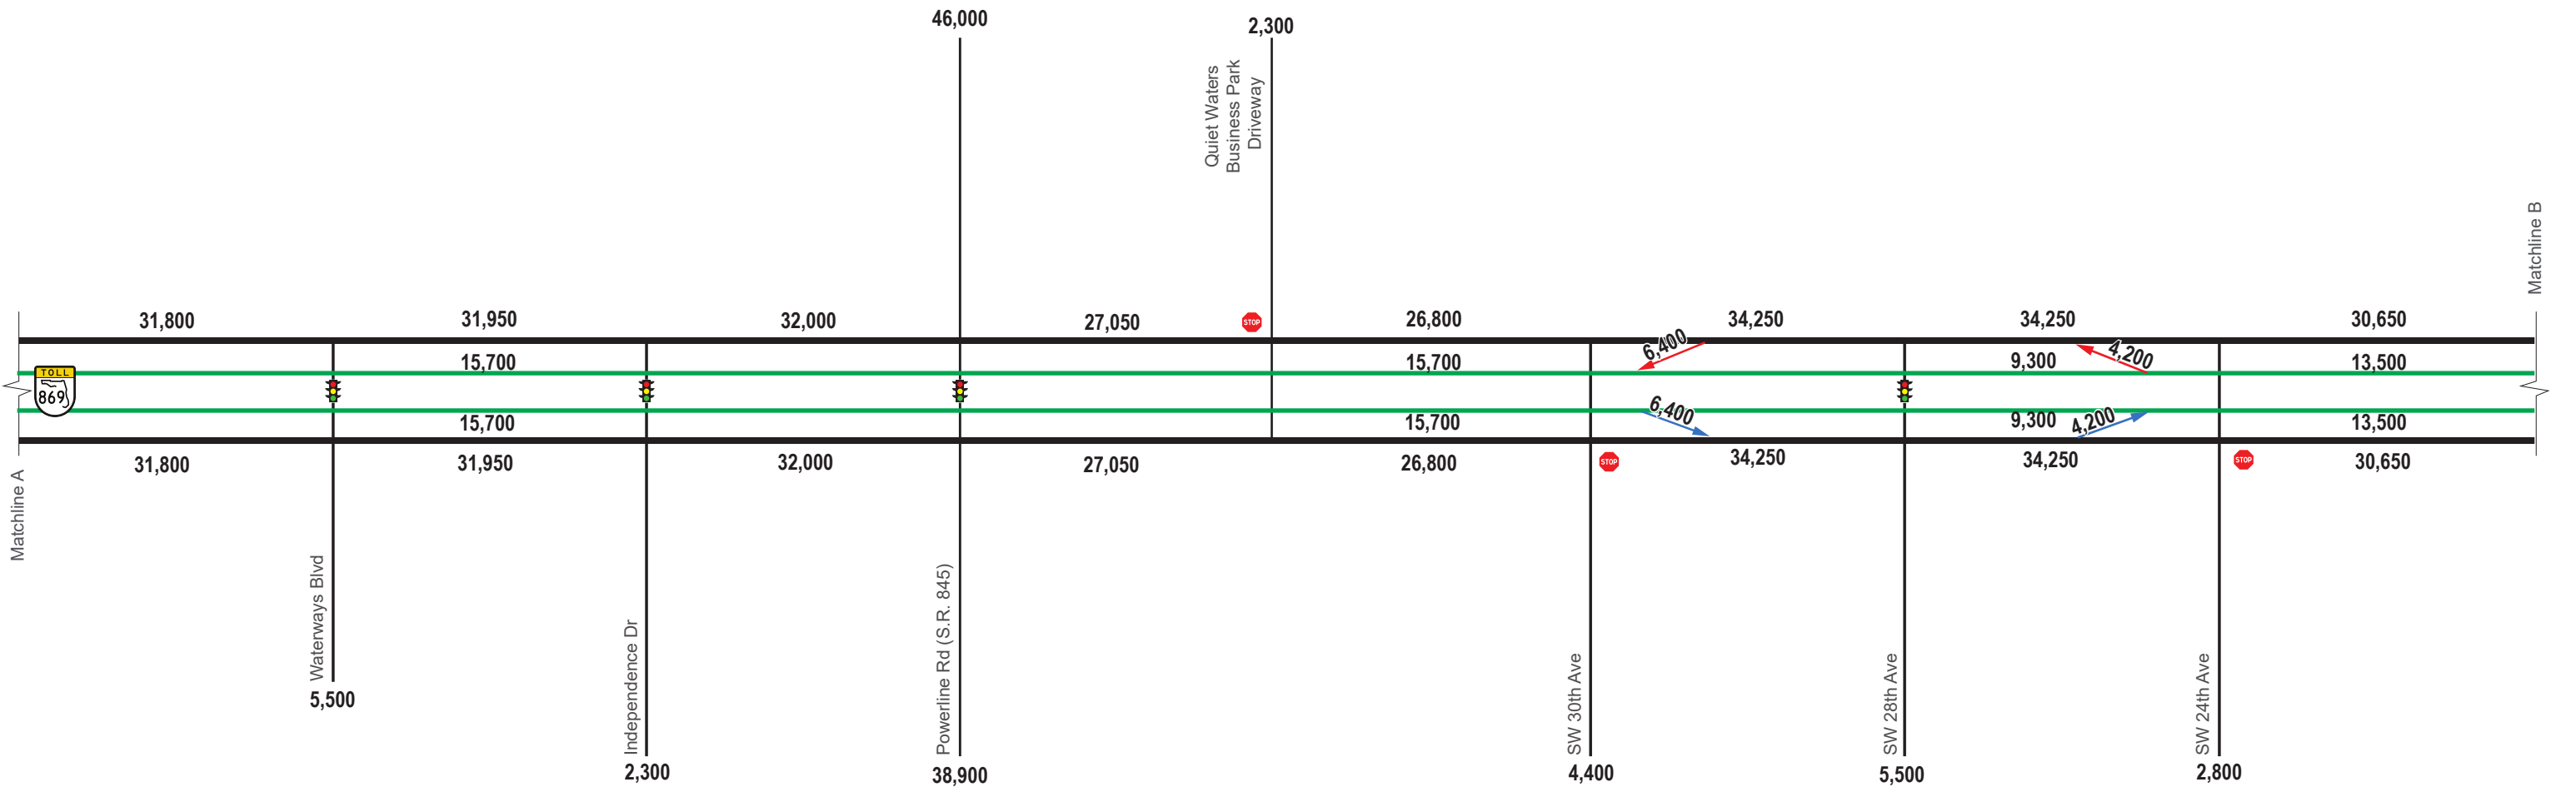 46,000
2,300
Quiet Waters
Business Park
Driveway
Matchline B
31,800
31,950
32,000
27,050
26,800
34,250
34,250
30,650
STOP
6,400
4,200
15,700
15,700
9,300
13,500
TOLL
869
15,700
15,700
6,400
9,300
4,200
13,500
31,800
31,950
32,000
27,050
26,800
STOP
34,250
34,250
STOP
30,650
Matchline A
Waterways Blvd
5,500
Independence Dr
2,300
Powerline Rd (S.R. 845)
38,900
SW 30th Ave
4,400
SW 28th Ave
5,500
SW 24th Ave
2,800